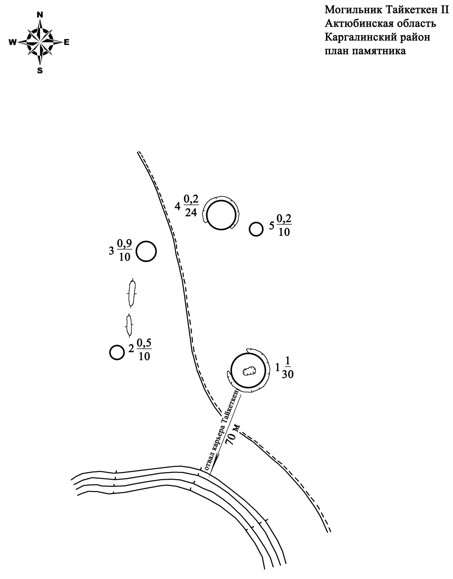 Могильник Тайкеткен II
Актюбинская область
Каргалинский район
план памятника
N
W E
S
4 0,2/24
5 0,2/10
3 0,9/10
2 0,5/10
1 1/30
отвал карьера Тайкеткен
70 м